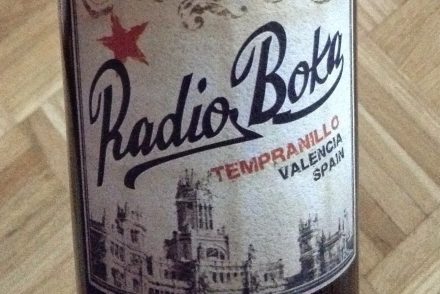 Radio Boka
TEMPRANILLO
VALENCIA
SPAIN